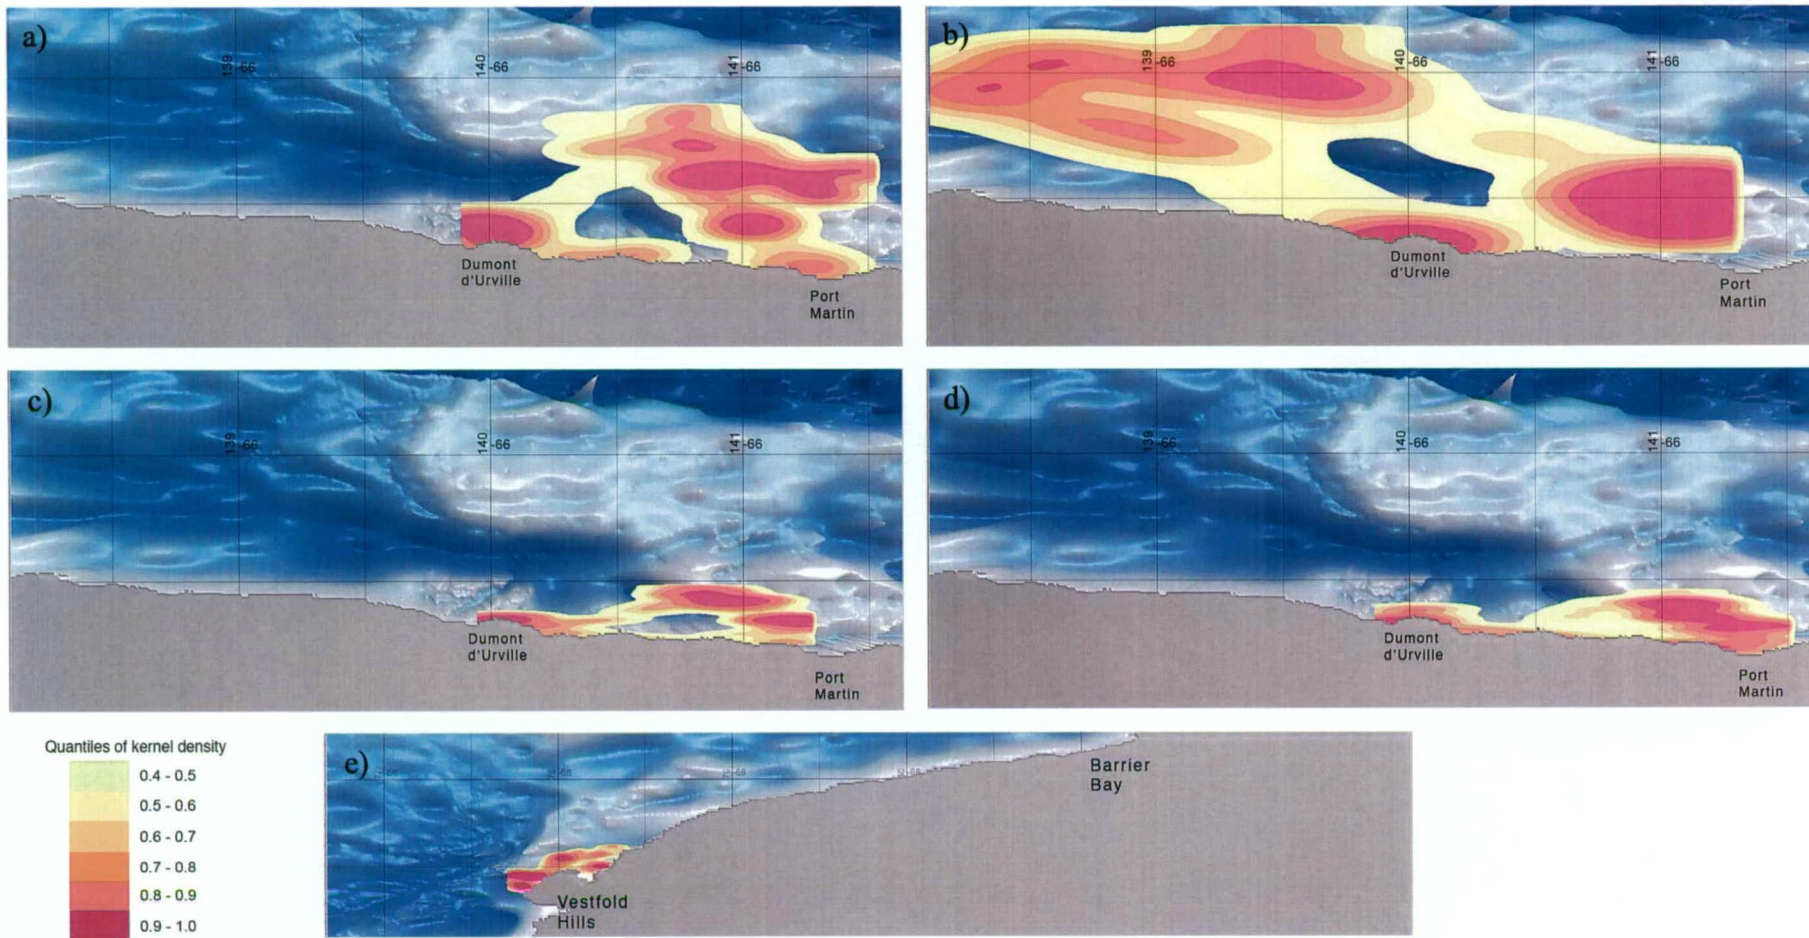 a)
139
-66
140
-66
141
-66
Dumont
d'Urville
Port
Martin
b)
139
-66
140
-66
141
-66
Dumont
d'Urville
Port
Martin
c)
139
-66
140
-66
141
-66
Dumont
d'Urville
Port
Martin
d)
139
-66
140
-66
141
-66
Dumont
d'Urville
Port
Martin
Quantiles of kernel density
0.4 - 0.5
0.5 - 0.6
0.6 - 0.7
0.7 - 0.8
0.8 - 0.9
0.9 - 1.0
e)
Barrier
Bay
Vestfold
Hills